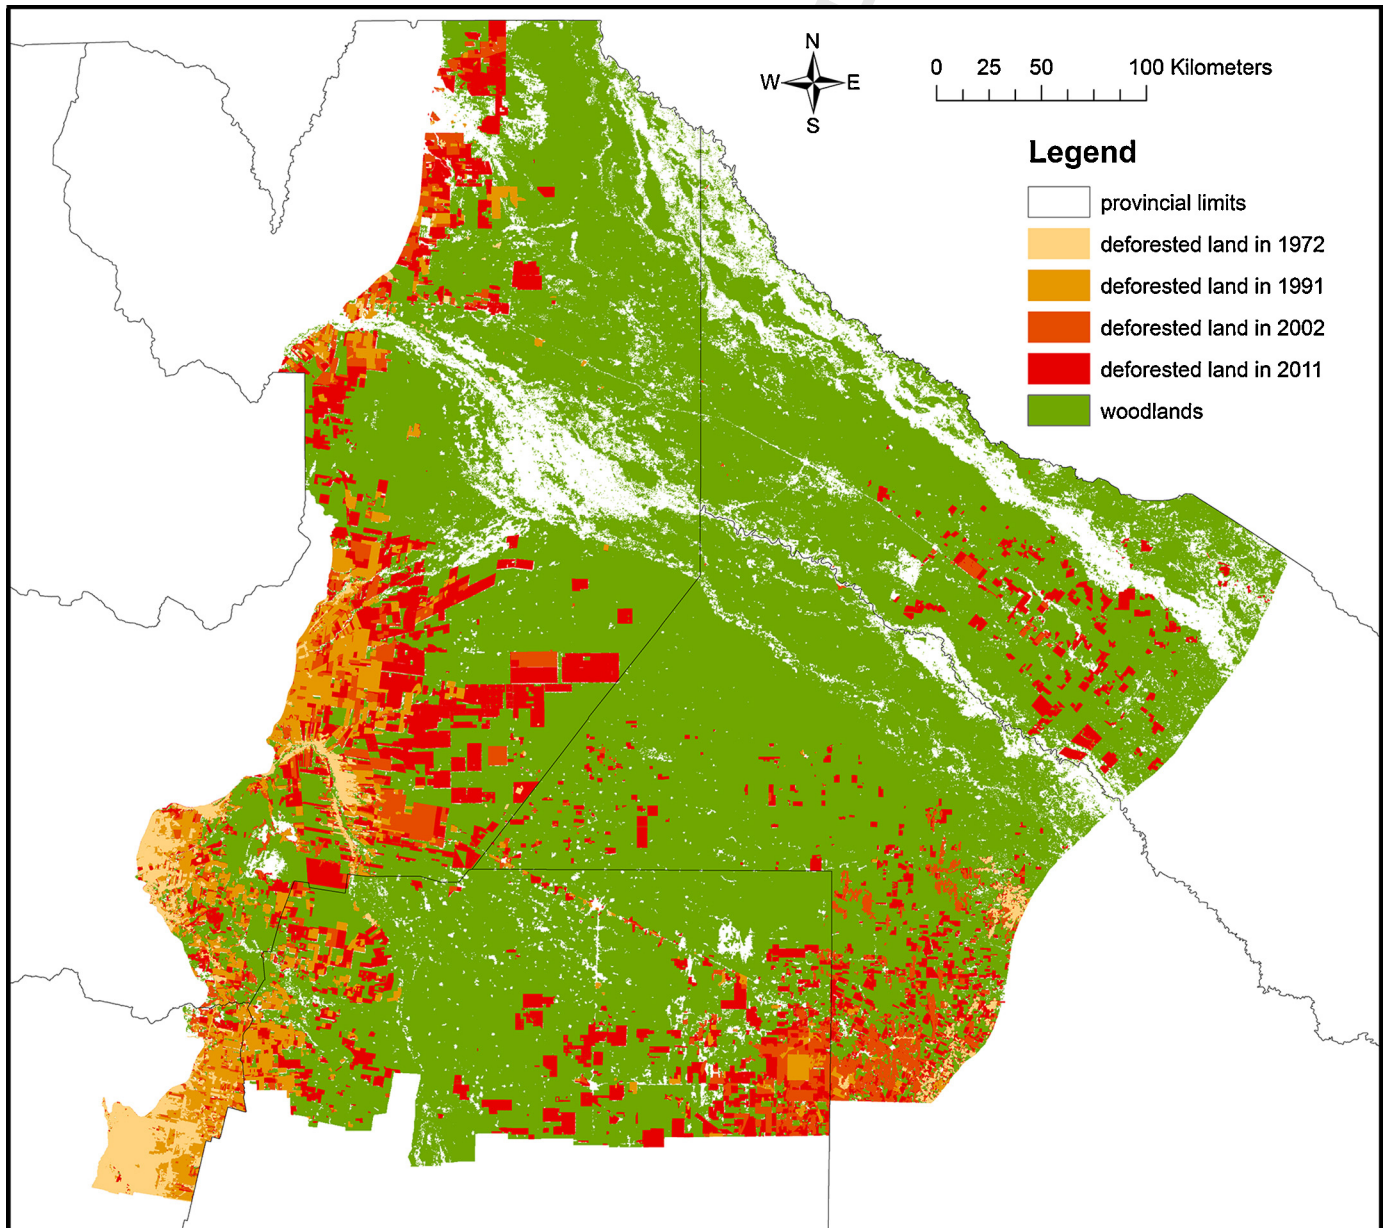 N
W E
S
0 25 50 100 Kilometers
Legend
provincial limits
deforested land in 1972
deforested land in 1991
deforested land in 2002
deforested land in 2011
woodlands